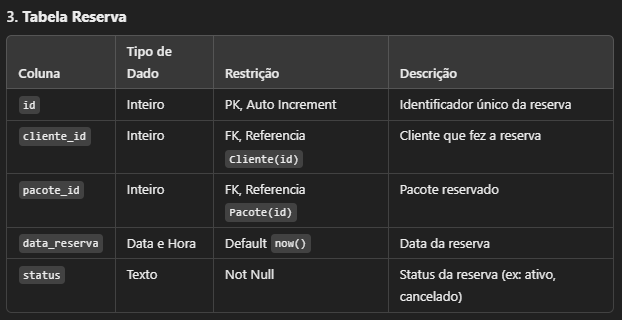 3. Tabela Reserva
Coluna Tipo de Dado Restrição Descrição
id Inteiro PK, Auto Increment Identificador único da reserva
cliente_id Inteiro FK, Referencia Cliente(id) Cliente que fez a reserva
pacote_id Inteiro FK, Referencia Pacote(id) Pacote reservado
data_reserva Data e Hora Default now() Data da reserva
status Texto Not Null Status da reserva (ex: ativo, cancelado)